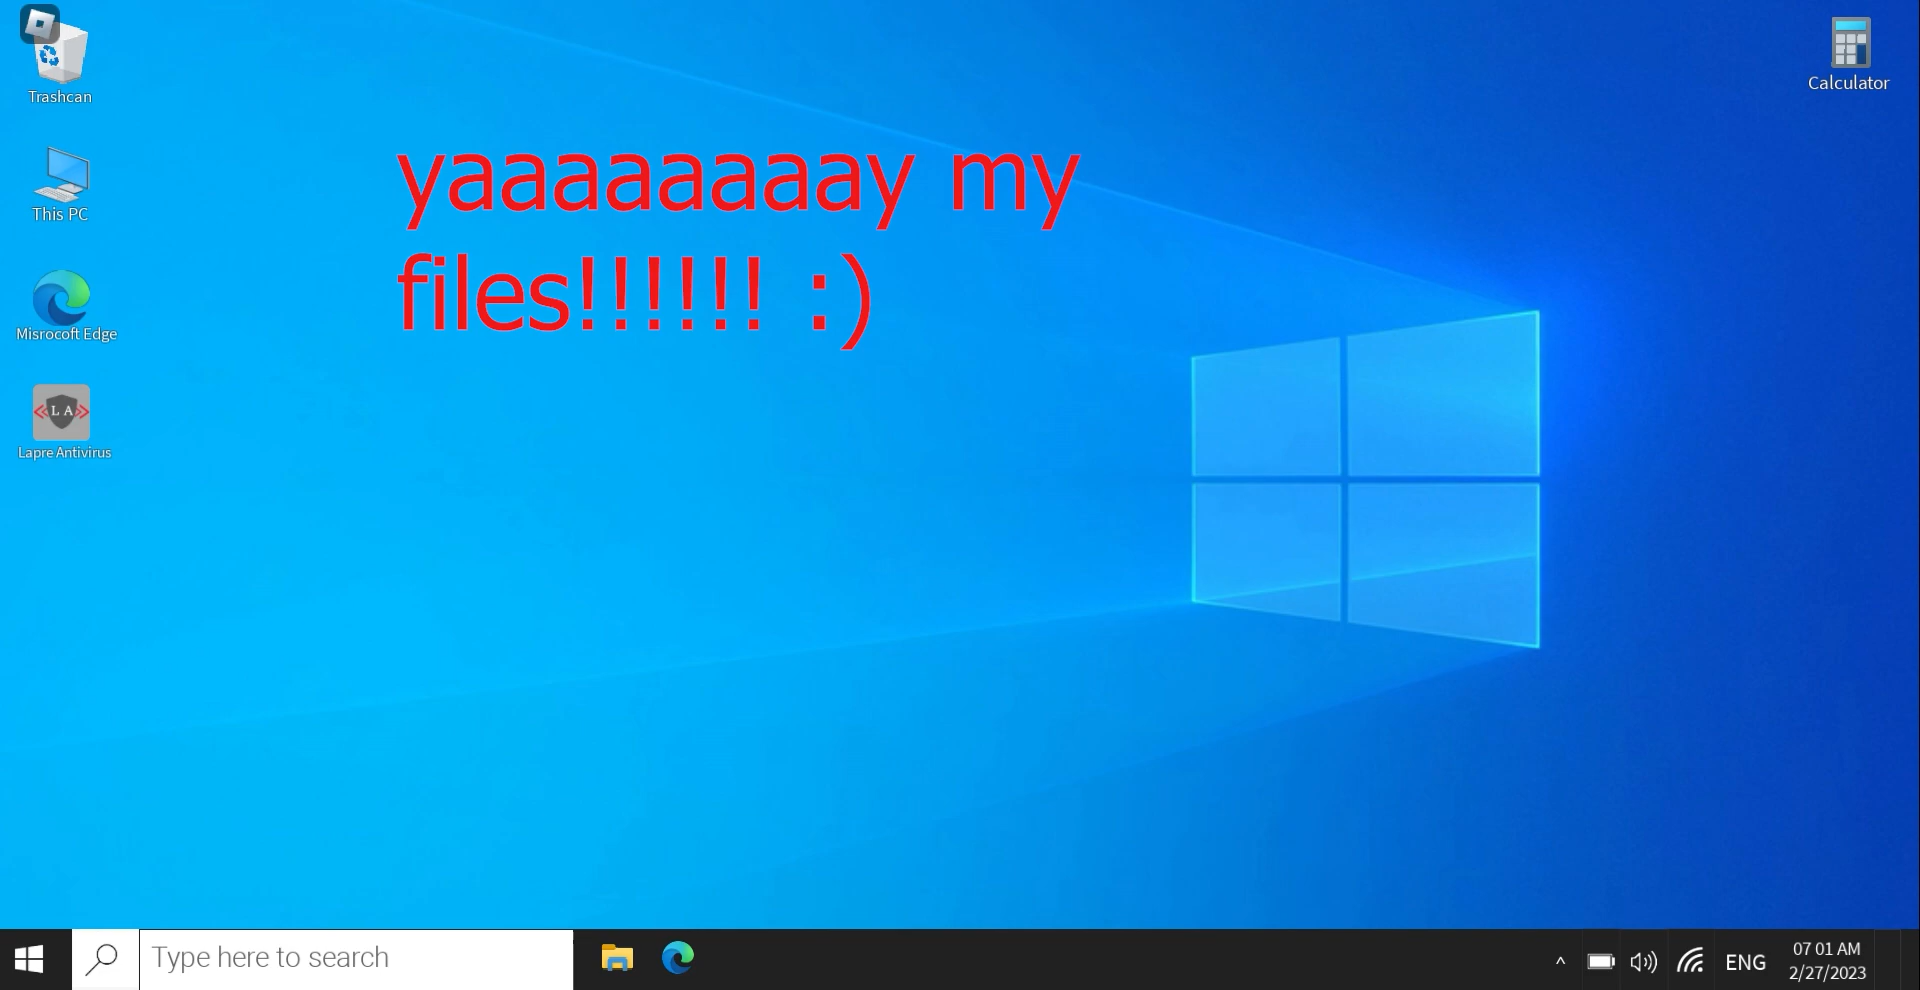 Trashcan
This PC
Misrocoft Edge
L A
Lapre Antivirus
yaaaaaaaay my
files!!!!!! :)
Calculator
Type here to search
^
ENG
07 01 AM
2/27/2023